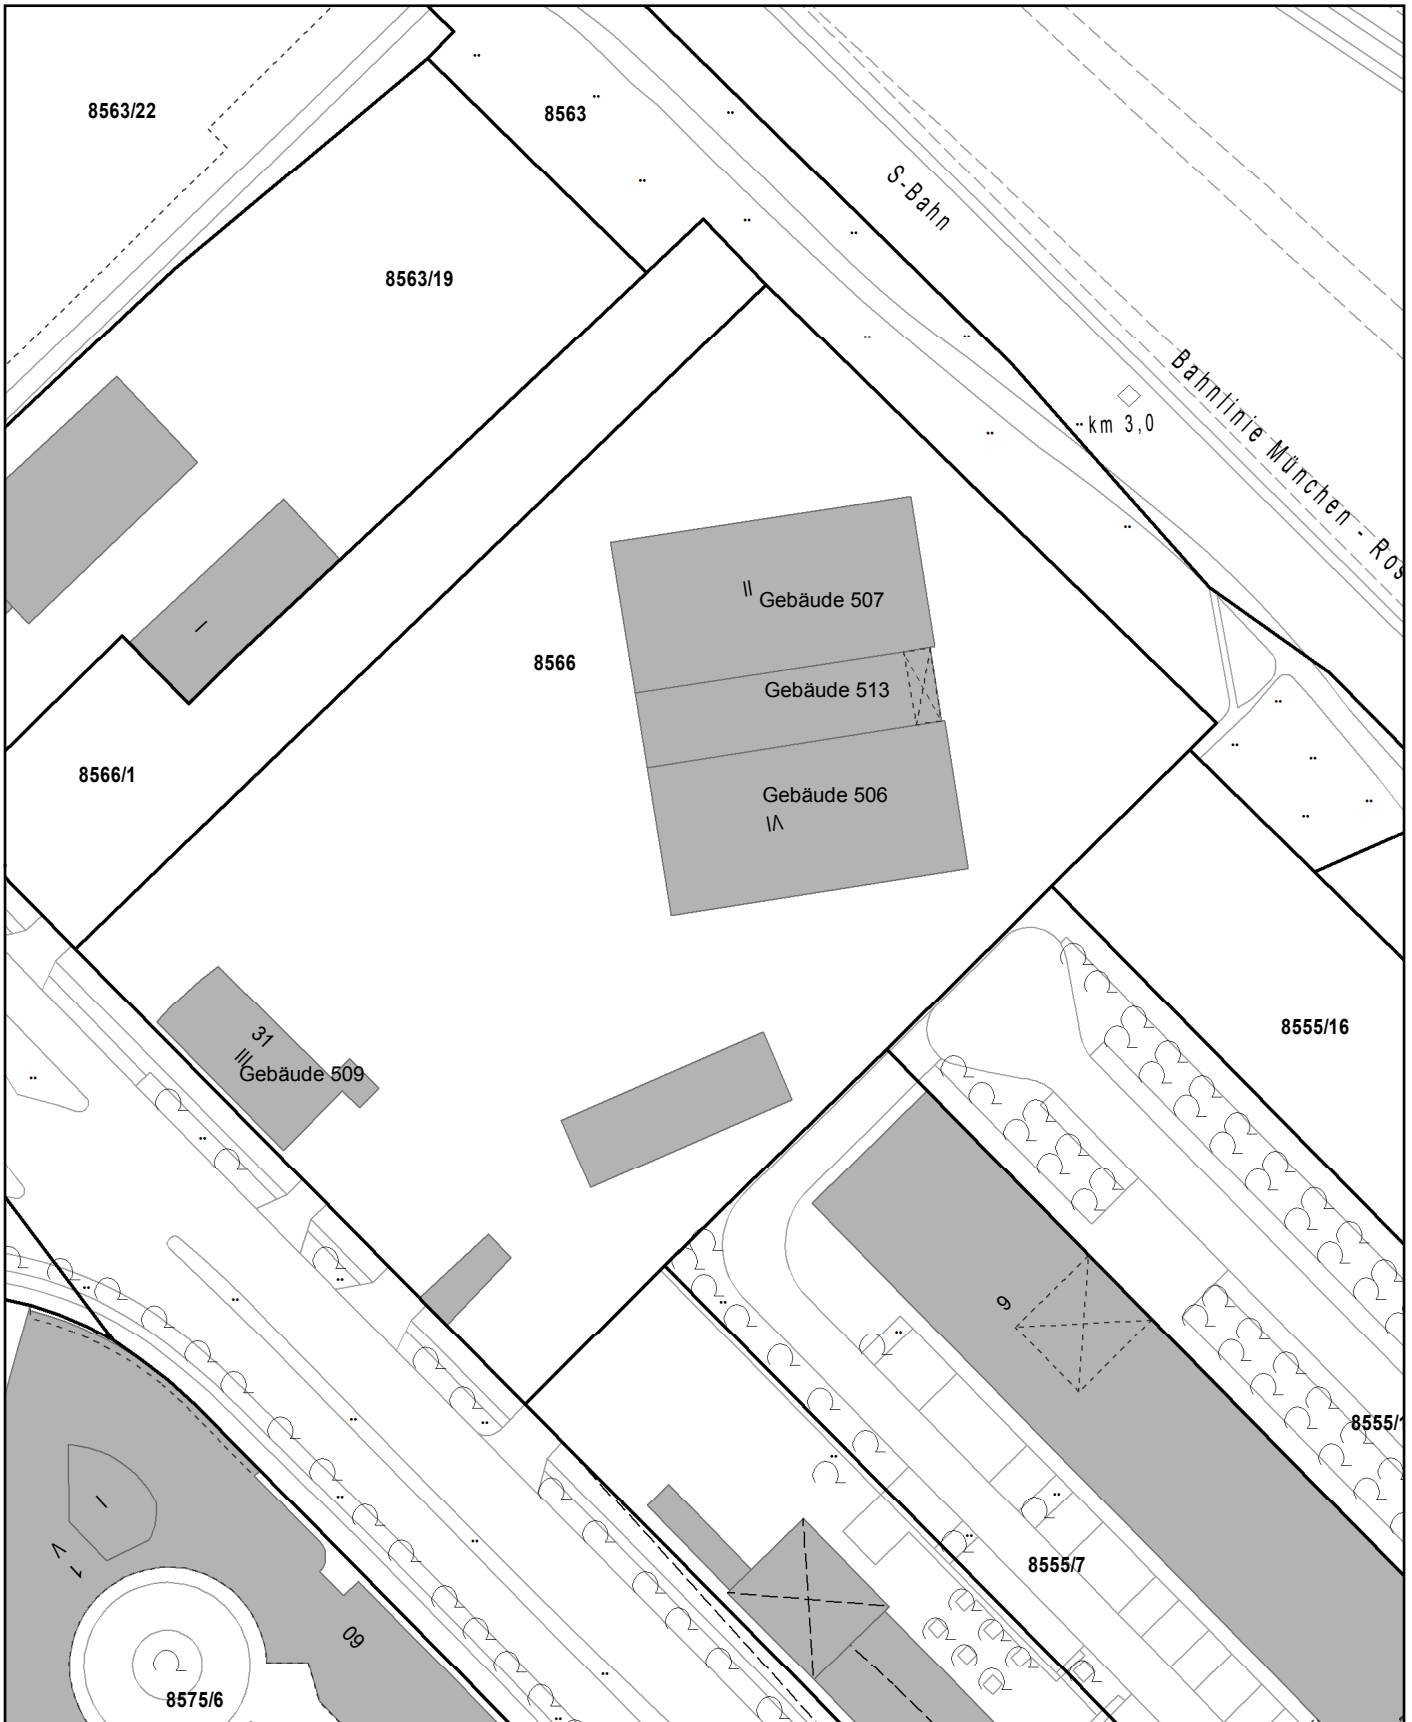 8563/22
8563
S-Bahn
8563/19
Bahnlinie München - Ros
km 3,0
II
Gebäude 507
I
8566
Gebäude 513
8566/1
Gebäude 506
IV
8555/16
31
III
Gebäude 509
9
8555/1
I
8555/7
60
8575/6